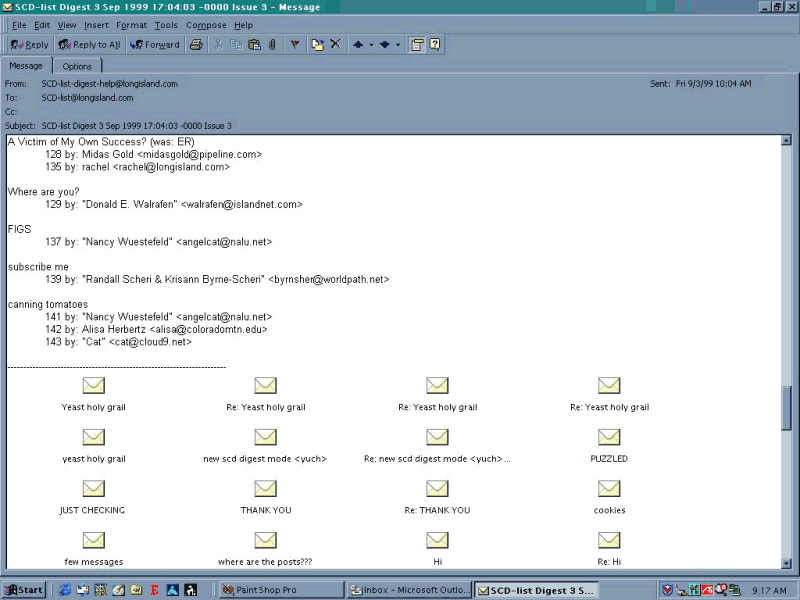 SCD-list Digest 3 Sep 1999 17:04:03 -0000 Issue 3 - Message
File Edit View Insert Format Tools Compose Help
Reply Reply to All Forward
Message Options
From: SCD-list-digest-help@longisland.com Sent: Fri 9/3/99 10:04 AM
To: SCD-list@longisland.com
Cc:
Subject: SCD-list Digest 3 Sep 1999 17:04:03 -0000 Issue 3
A Victim of My Own Success? (was: ER)
128 by: Midas Gold <midasgold@pipeline.com>
135 by: rachel <rachel@longisland.com>
Where are you?
129 by: "Donald E. Walrafen" <walrafen@islandnet.com>
FIGS
137 by: "Nancy Wuestefeld" <angelcat@nalu.net>
subscribe me
139 by: "Randall Scheri & Krisann Byrne-Scheri" <byrnsher@worldpath.net>
canning tomatoes
141 by: "Nancy Wuestefeld" <angelcat@nalu.net>
142 by: Alisa Herbertz <alisa@coloradomtn.edu>
143 by: "Cat" <cat@cloud9.net>
----------------------------------------------------------------------
Yeast holy grail Re: Yeast holy grail Re: Yeast holy grail Re: Yeast holy grail
yeast holy grail new scd digest mode <yuch> Re: new scd digest mode <yuch>... PUZZLED
JUST CHECKING THANK YOU Re: THANK YOU cookies
few messages where are the posts??? Hi Re: Hi
Start Paint Shop Pro Inbox - Microsoft Outlo... SCD-list Digest 3 S... 9:17 AM